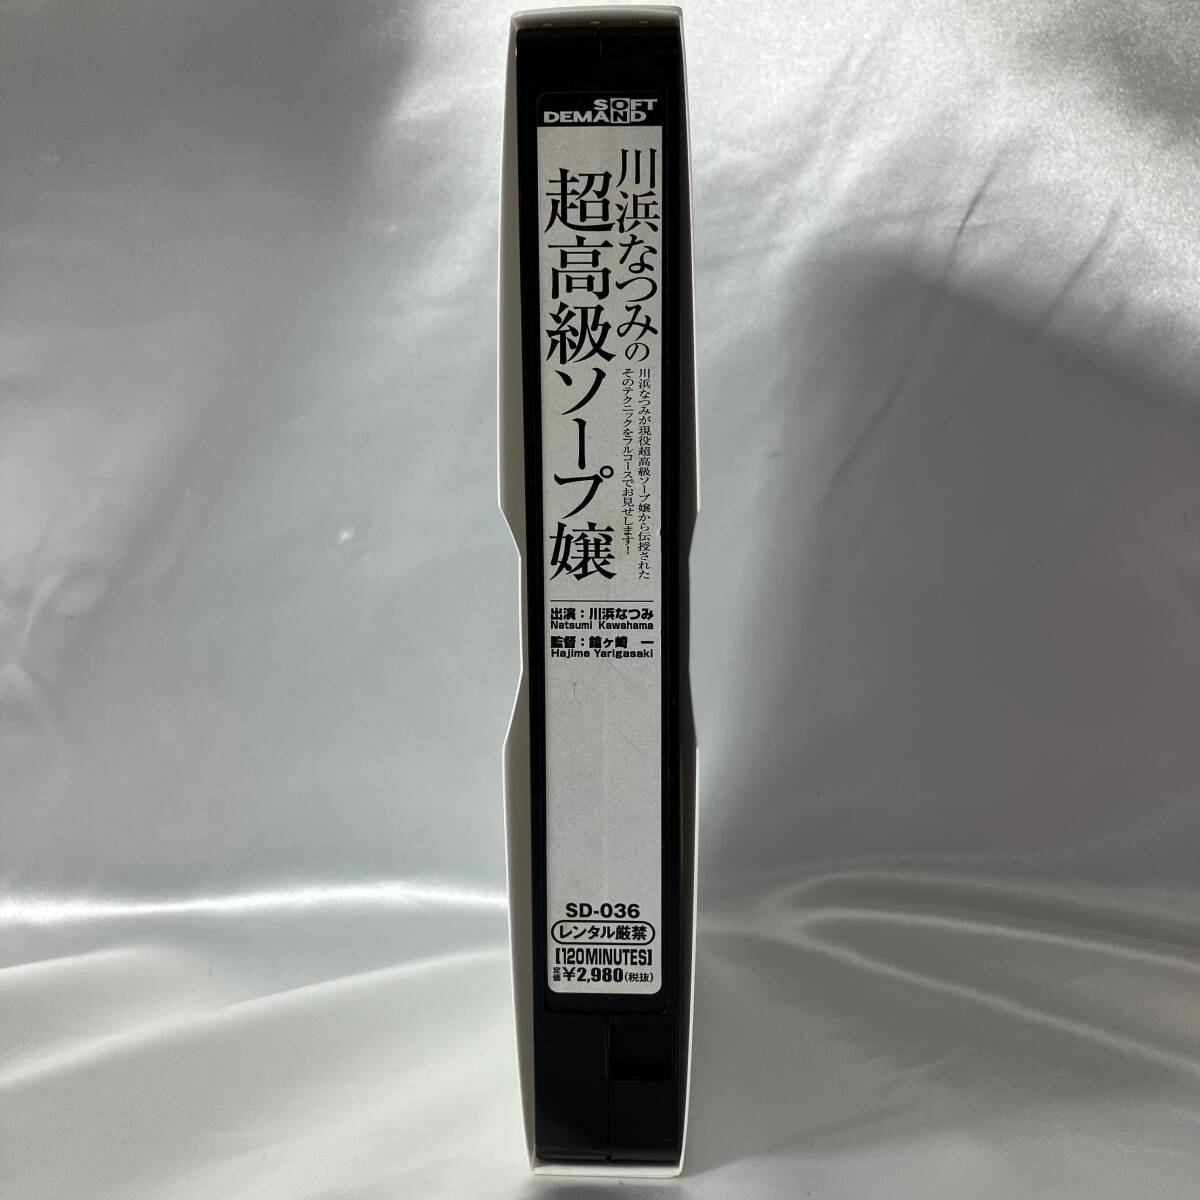 SOFT
ON
DEMAND
川浜なつみの
超高級ソープ嬢
川浜なつみが現役超高級ソープ嬢から伝授された
そのテクニックをフルコースでお見せします!
出演:川浜なつみ
Natsumi Kawahama
監督:鎗ヶ崎 一
Hajime Yarigasaki
SD-036
レンタル厳禁
[120MINUTES]
定価¥2,980(税抜)